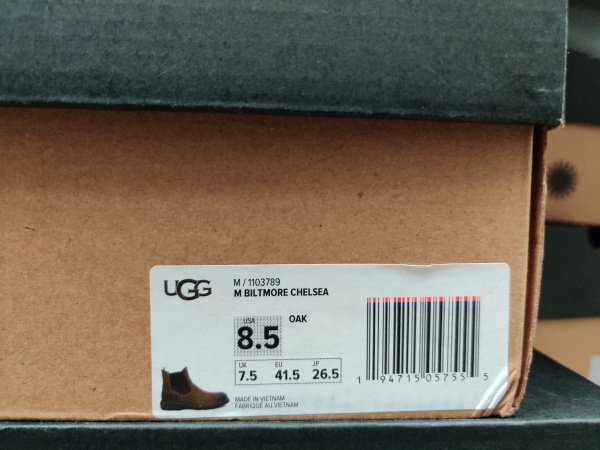 UGG
M / 1103789
M BILTMORE CHELSEA
USA
8.5
OAK
UK EU JP
7.5 41.5 26.5
MADE IN VIETNAM
FABRIQUÉ AU VIETNAM
1 94715 05755 5